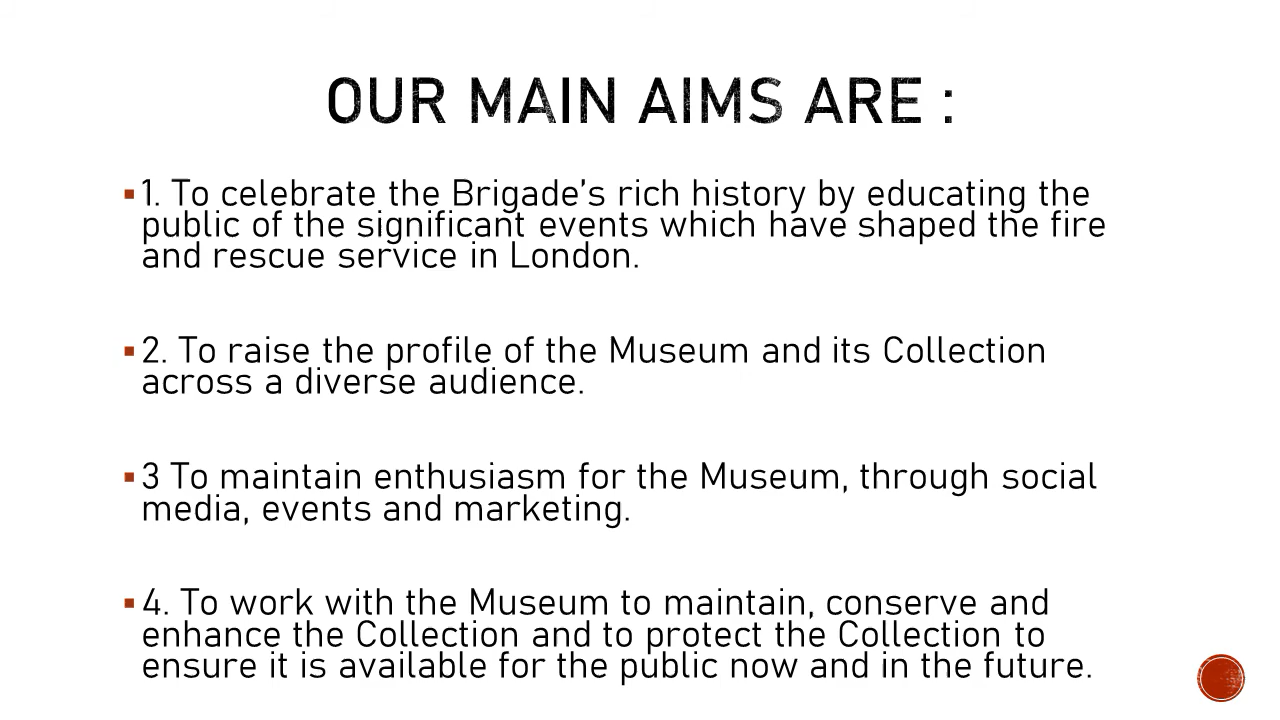 OUR MAIN AIMS ARE :
▪1. To celebrate the Brigade's rich history by educating the
public of the significant events which have shaped the fire
and rescue service in London.
▪2. To raise the profile of the Museum and its Collection
across a diverse audience.
▪3 To maintain enthusiasm for the Museum, through social
media, events and marketing.
▪4. To work with the Museum to maintain, conserve and
enhance the Collection and to protect the Collection to
ensure it is available for the public now and in the future.